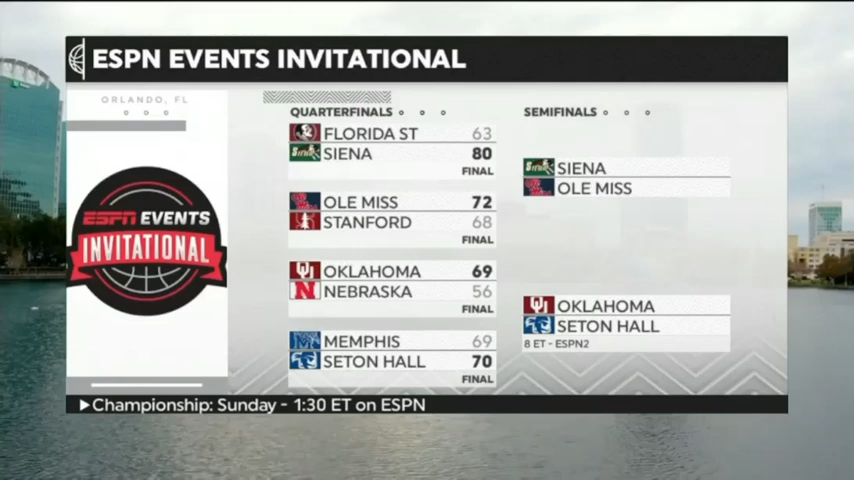 ESPN EVENTS INVITATIONAL
ORLANDO, FL
ESPN EVENTS
INVITATIONAL
QUARTERFINALS
FLORIDA ST 63
SIENA 80
FINAL
OLE MISS 72
STANFORD 68
FINAL
OKLAHOMA 69
NEBRASKA 56
FINAL
MEMPHIS 69
SETON HALL 70
FINAL
SEMIFINALS
SIENA
OLE MISS
OKLAHOMA
SETON HALL
8 ET - ESPN2
Championship: Sunday - 1:30 ET on ESPN